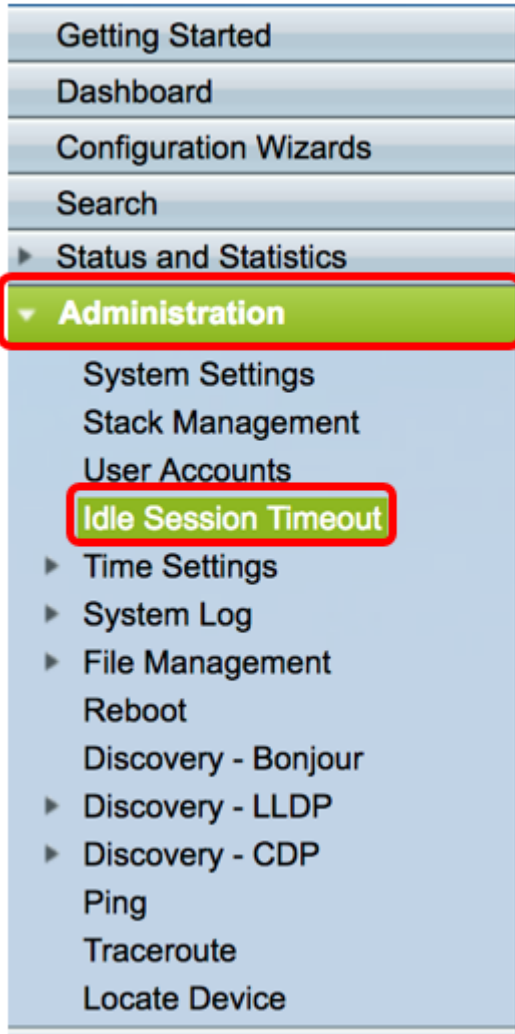 Getting Started
Dashboard
Configuration Wizards
Search
Status and Statistics
Administration
System Settings
Stack Management
User Accounts
Idle Session Timeout
Time Settings
System Log
File Management
Reboot
Discovery - Bonjour
Discovery - LLDP
Discovery - CDP
Ping
Traceroute
Locate Device